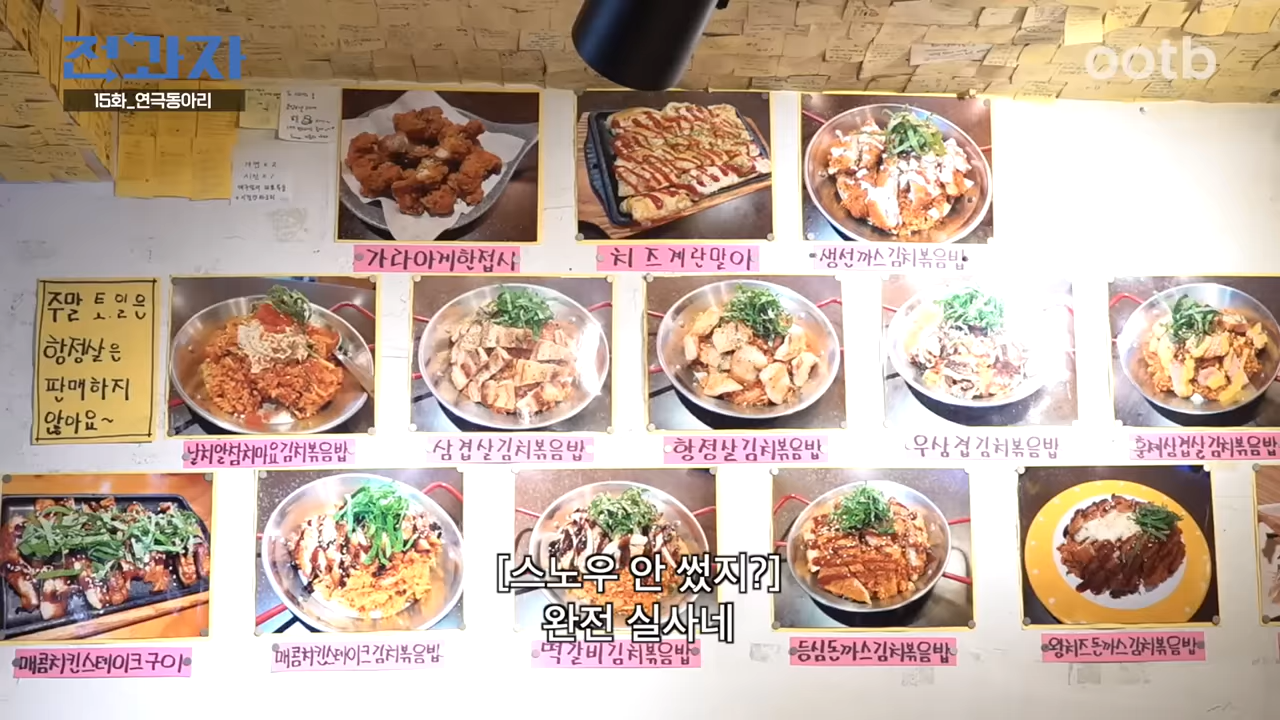 전과자
ootb
15화_연극동아리
가라아게한접시
치즈계란말이
생선까스김치볶음밥
주말 토.일은
항정살은
판매하지
않아요~
날치알참치마요김치볶음밥
삼겹살김치볶음밥
항정살김치볶음밥
우삼겹김치볶음밥
훈제삼겹살김치볶음밥
[스노우 안 썼지?]
완전 실사네
매콤치킨스테이크구이
매콤치킨스테이크김치볶음밥
떡갈비김치볶음밥
등심돈까스김치볶음밥
왕치즈돈까스김치볶음밥